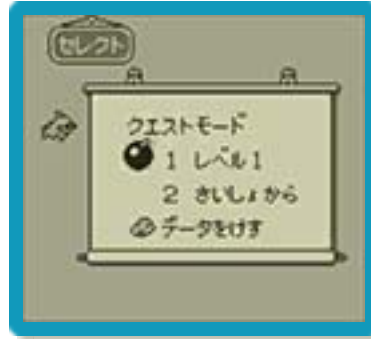 セレクト
クエストモード
1 レベル1
2 さいしょから
データをけす